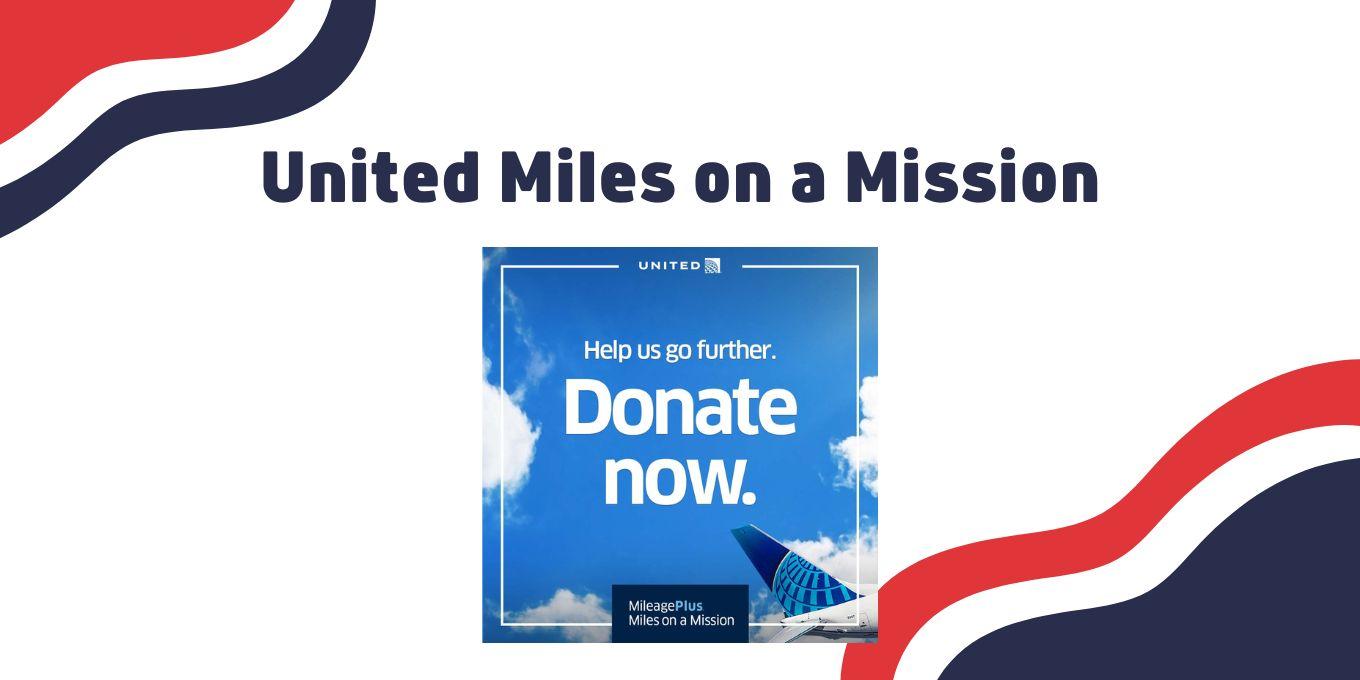 United Miles on a Mission
UNITED
Help us go further.
Donate
now.
MileagePlus
Miles on a Mission